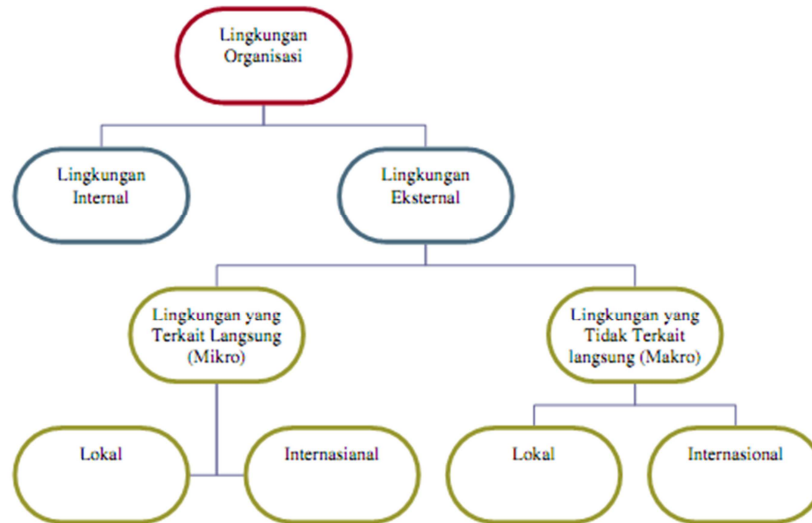 Lingkungan
Organisasi
Lingkungan
Internal
Lingkungan
Eksternal
Lingkungan yang
Terkait Langsung
(Mikro)
Lingkungan yang
Tidak Terkait
langsung (Makro)
Lokal
Internasianal
Lokal
Internasional